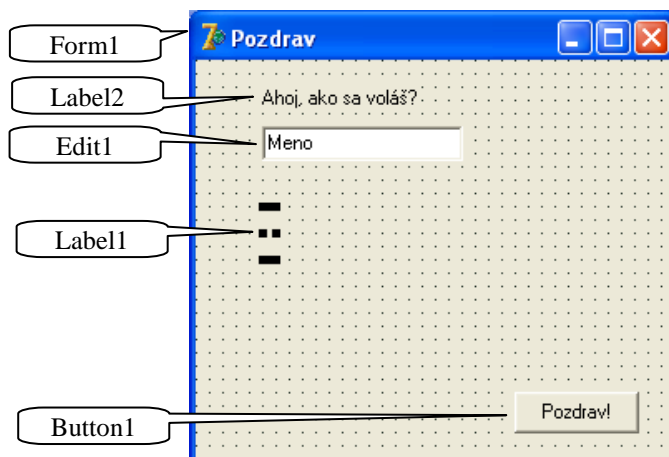 Form1
Pozdrav
Label2
Ahoj, ako sa voláš?
Edit1
Meno
Label1
Button1
Pozdrav!